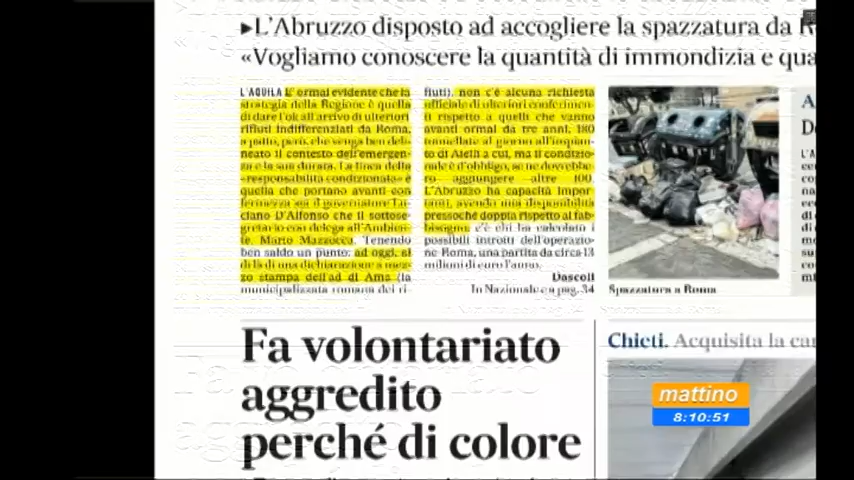 ▸L'Abruzzo disposto ad accogliere la spazzatura da R
«Vogliamo conoscere la quantità di immondizia e qua
L'AQUILA È ormai evidente che la
strategia della Regione è quella
di dare l'ok all'arrivo di ulteriori
rifiuti indifferenziati da Roma,
a patto, però, che venga ben deli-
neato il contesto dell'emergen-
za e la sua durata. La linea della
«responsabilità condizionata» è
quella che portano avanti con
fermezza sia il governatore Lu-
ciano D'Alfonso che il sottose-
gretario con delega all'Ambien-
te, Mario Mazzocca. Tenendo
ben saldo un punto: ad oggi, al
di là di una dichiarazione a mez-
zo stampa dell'ad di Ama (la
municipalizzata romana dei ri-
fiuti), non c'è alcuna richiesta
ufficiale di ulteriori conferimen-
ti rispetto a quelli che vanno
avanti ormai da tre anni, 180
tonnellate al giorno all'impian-
to di Aielli a cui, ma il condizio-
nale è d'obbligo, se ne dovrebbe-
ro aggiungere altre 100.
L'Abruzzo ha capacità impor-
tanti, avendo una disponibilità
pressoché doppia rispetto al fab-
bisogno, c'è chi ha calcolato i
possibili introiti dell'operazio-
ne Roma, una partita da circa 13
milioni di euro l'anno.
Dascoli
In Nazionale e a pag. 34
Spazzatura a Roma
Fa volontariato
aggredito
perché di colore
Chieti. Acquisita la
mattino
8:10:51